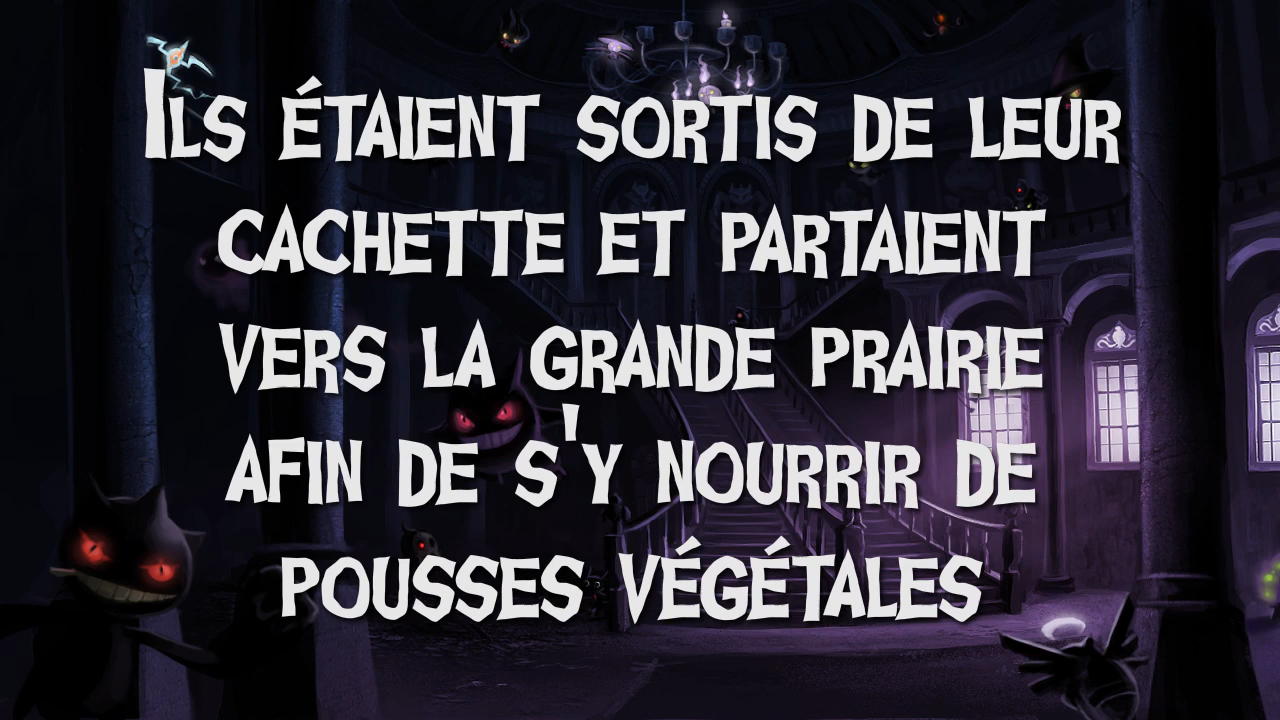 Ils étaient sortis de leur
cachette et partaient
vers la grande prairie
afin de s'y nourrir de
pousses végétales